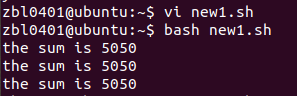 zbl0401@ubuntu:~$ vi new1.sh
zbl0401@ubuntu:~$ bash new1.sh
the sum is 5050
the sum is 5050
the sum is 5050